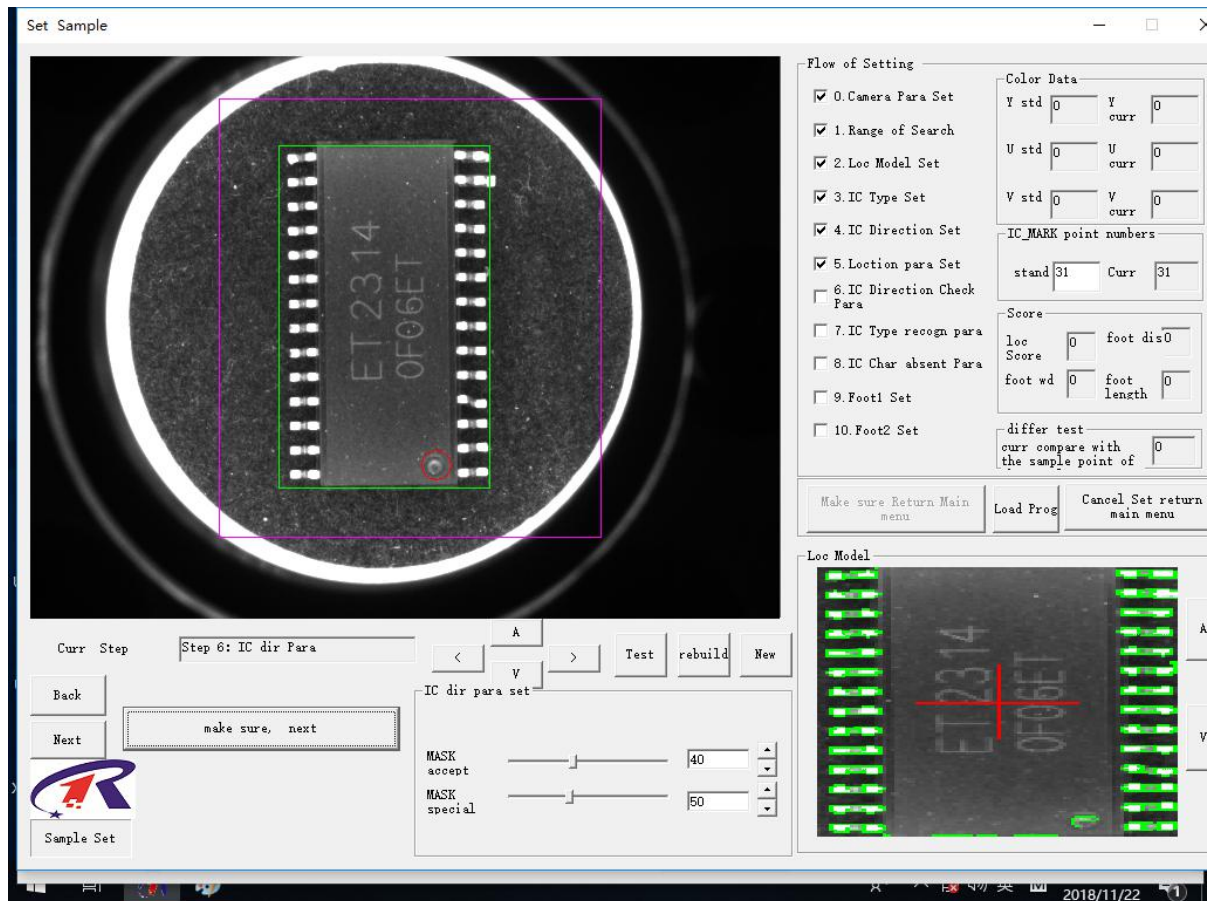 Set Sample
ET2314
0F06ET
Flow of Setting
0.Camera Para Set
1.Range of Search
2.Loc Model Set
3.IC Type Set
4.IC Direction Set
5.Loction para Set
6.IC Direction Check
Para
7.IC Type recogn para
8.IC Char absent Para
9.Foot1 Set
10.Foot2 Set
Color Data
Y std 0 Y curr 0
U std 0 U curr 0
V std 0 V curr 0
IC_MARK point numbers
stand 31 Curr 31
Score
loc Score 0 foot dis 0
foot wd 0 foot length 0
differ test
curr compare with
the sample point of
0
Make sure Return Main
menu
Load Prog
Cancel Set return
main menu
Loc Model
ET2314
0F06ET
A
V
Curr Step Step 6: IC dir Para
A
< >
V
Test rebuild New
Back
Next
make sure, next
Sample Set
IC dir para set
MASK
accept
40
MASK
special
50
英
M
2018/11/22
1